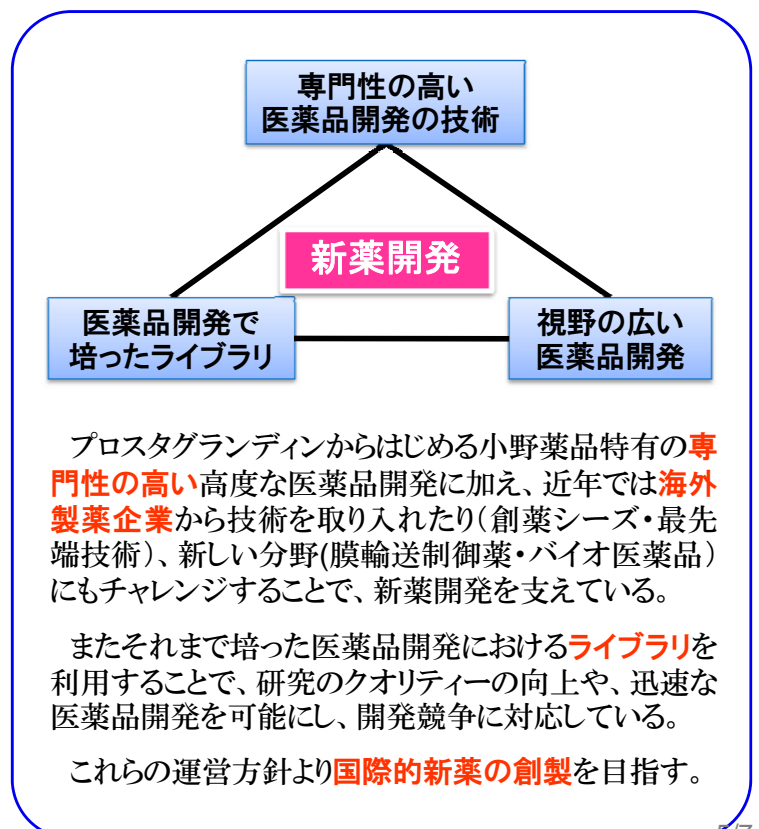 専門性の高い
医薬品開発の技術
新薬開発
医薬品開発で
培ったライブラリ
視野の広い
医薬品開発
プロスタグランディンからはじめる小野薬品特有の専
門性の高い高度な医薬品開発に加え、近年では海外
製薬企業から技術を取り入れたり(創薬シーズ・最先
端技術)、新しい分野(膜輸送制御薬・バイオ医薬品)
にもチャレンジすることで、新薬開発を支えている。
またそれまで培った医薬品開発におけるライブラリを
利用することで、研究のクオリティーの向上や、迅速な
医薬品開発を可能にし、開発競争に対応している。
これらの運営方針より国際的新薬の創製を目指す。